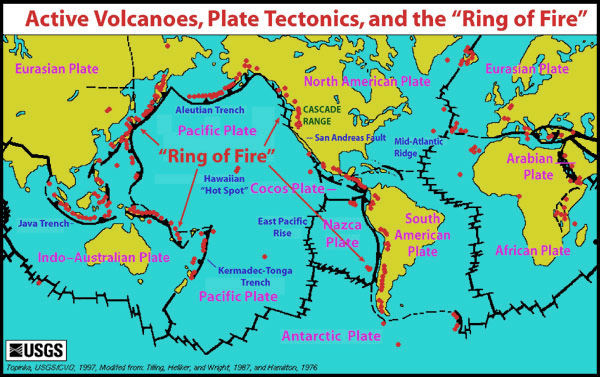 Active Volcanoes, Plate Tectonics, and the “Ring of Fire”
Eurasian Plate
North American Plate
Eurasian Plate
Aleutian Trench
Pacific Plate
CASCADE
RANGE
San Andreas Fault
Mid-Atlantic
Ridge
“Ring of Fire”
Arabian
Plate
Hawaiian
"Hot Spot"
Cocos Plate
Java Trench
East Pacific
Rise
Nazca
Plate
South
American
Plate
Indo-Australian Plate
African Plate
Kermadec-Tonga
Trench
Pacific Plate
Antarctic Plate
USGS
Topinka, USGS/CVO, 1997, Modified from: Tilling, Heliker, and Wright, 1987, and Hamilton, 1976